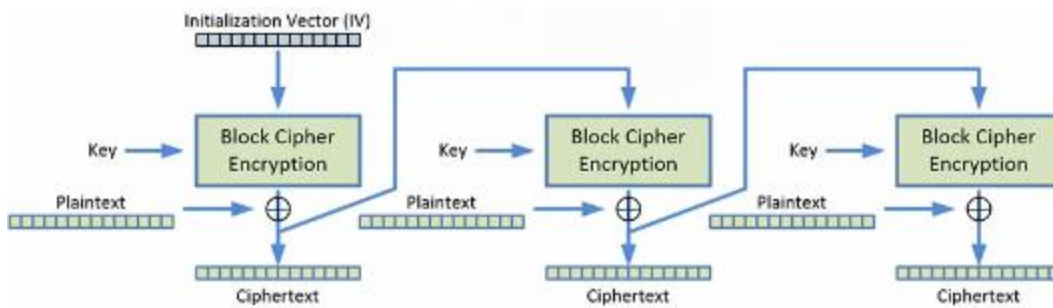 Initialization Vector (IV)
Key
Block Cipher
Encryption
Plaintext
Ciphertext
Key
Block Cipher
Encryption
Plaintext
Ciphertext
Key
Block Cipher
Encryption
Plaintext
Ciphertext